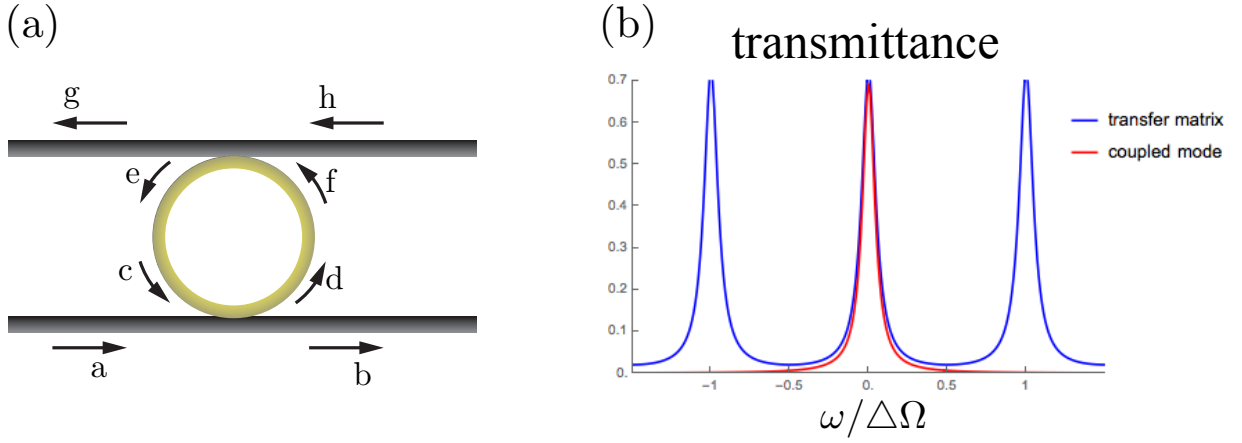 (a)
g
h
e
f
c
d
a
b
(b)
transmittance
0.7
0.6
0.5
0.4
0.3
0.2
0.1
0.
−1
−0.5
0.
0.5
1
ω/△Ω
transfer matrix
coupled mode